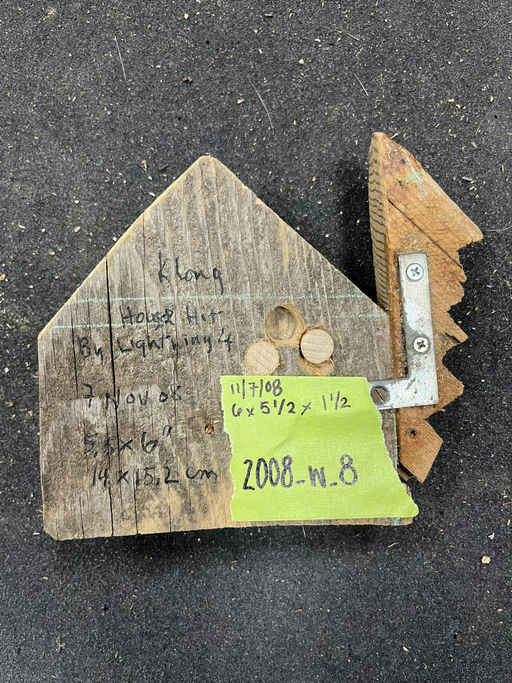 Klong
House Hit
By Lightning 4
7 Nov 08
5.5 x 6"
14 x 15.2 cm
11/7/08
6 x 5 1/2 x 1 1/2
2008-W-8